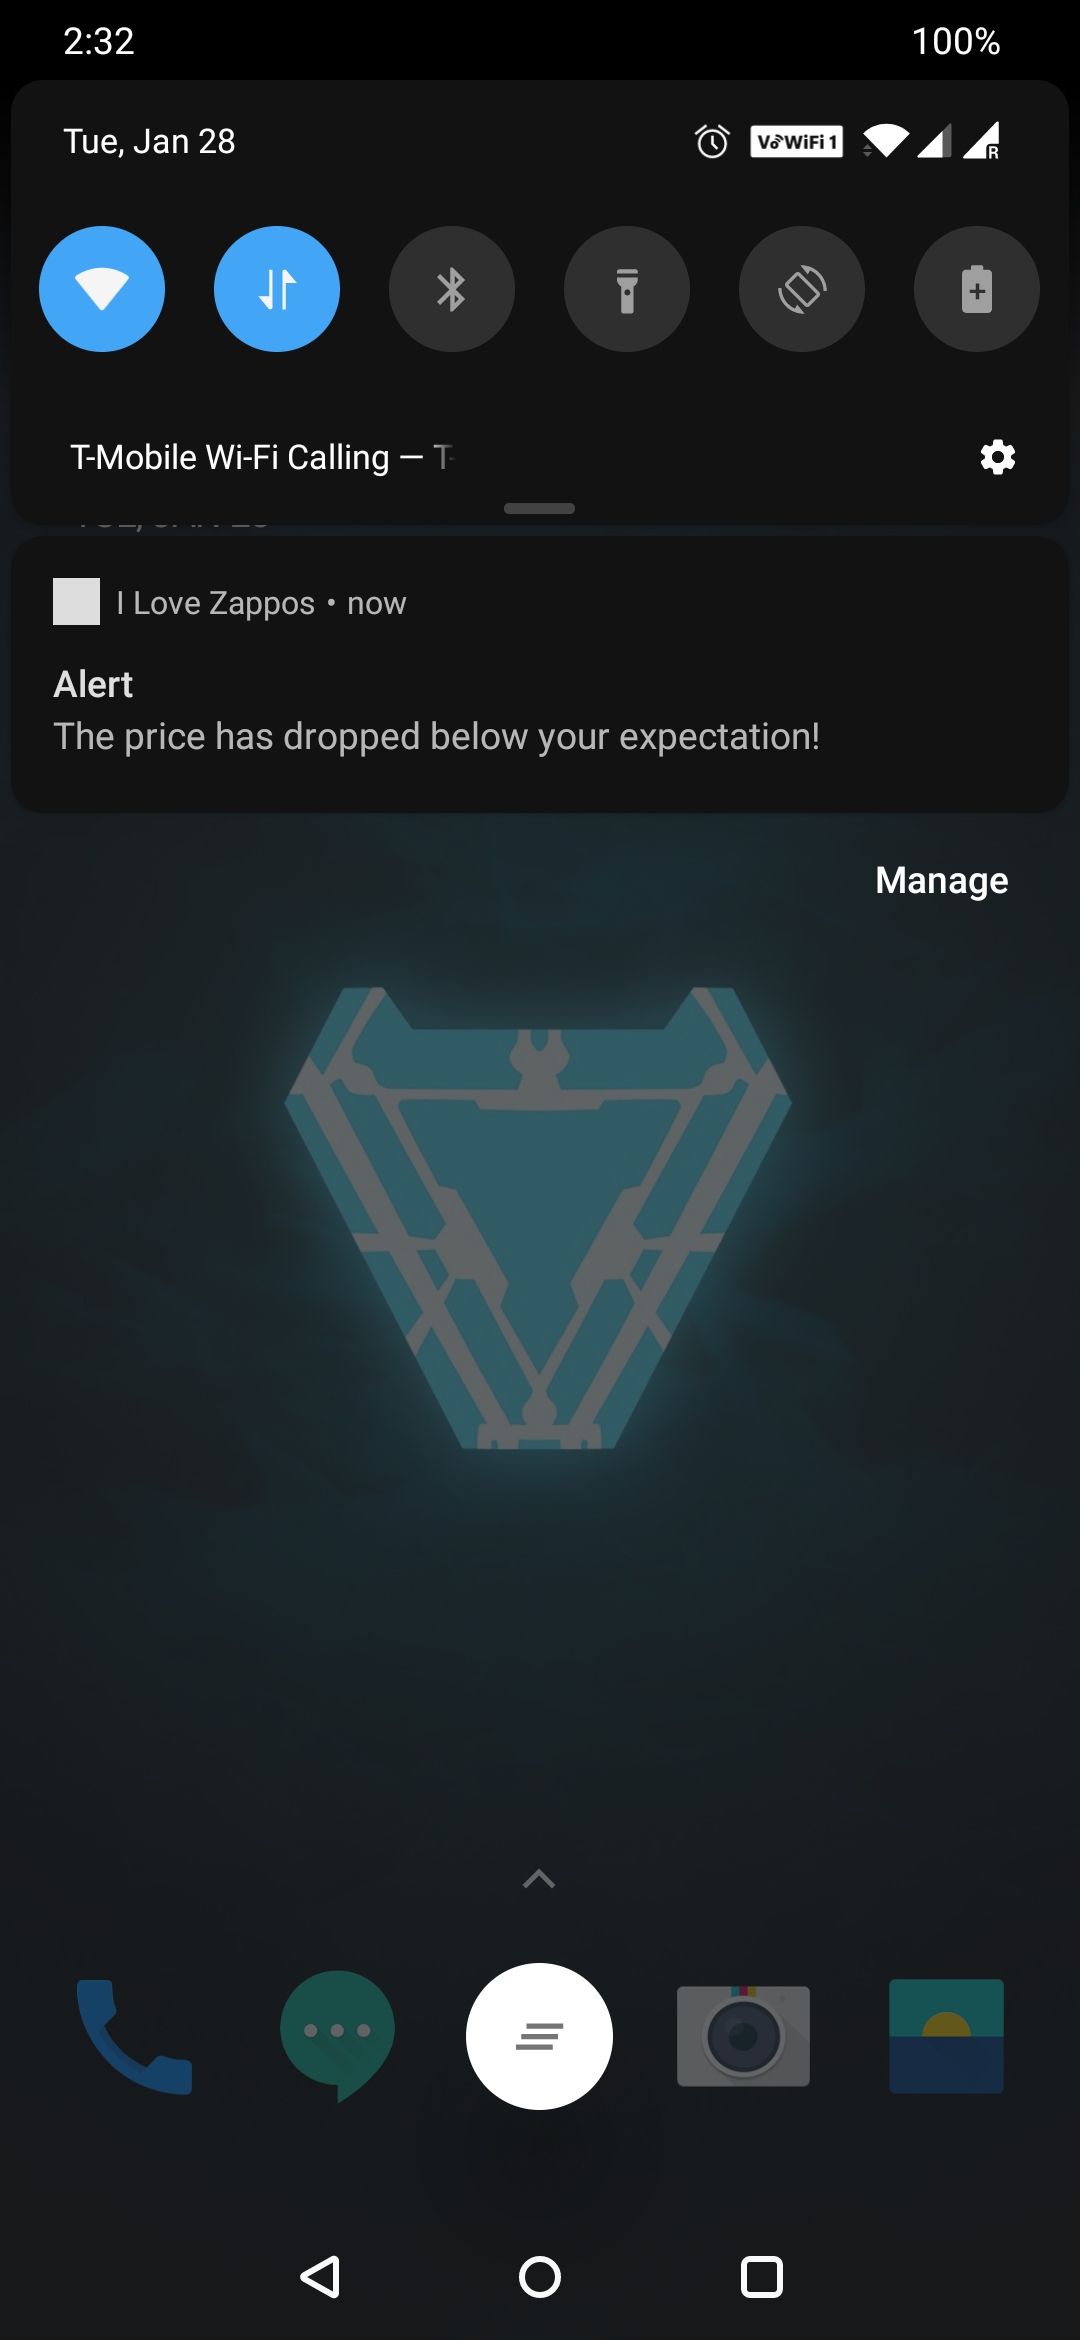 2:32
100%
Tue, Jan 28
VoWiFi 1
R
T-Mobile Wi-Fi Calling — T-
I Love Zappos • now
Alert
The price has dropped below your expectation!
Manage